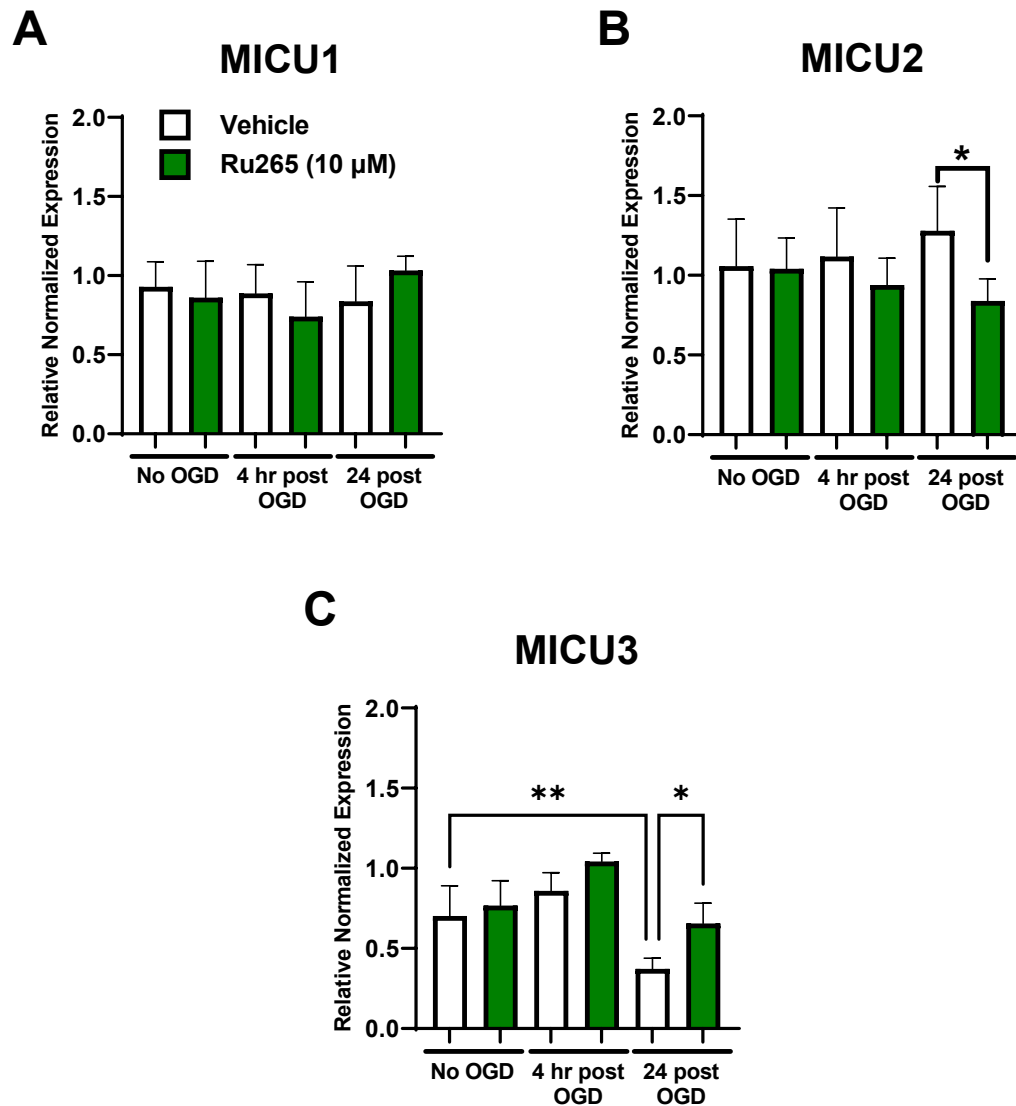 A
MICU1
Relative Normalized Expression
2.0
1.5
1.0
0.5
0.0
Vehicle
Ru265 (10 µM)
No OGD
4 hr post
OGD
24 post
OGD
B
MICU2
Relative Normalized Expression
2.0
1.5
1.0
0.5
0.0
*
No OGD
4 hr post
OGD
24 post
OGD
C
MICU3
Relative Normalized Expression
2.0
1.5
1.0
0.5
0.0
**
*
No OGD
4 hr post
OGD
24 post
OGD